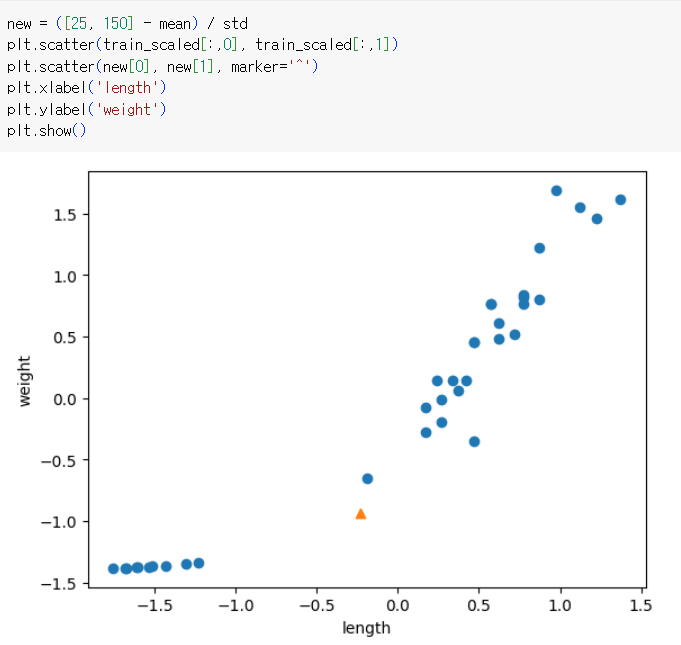 new = ([25, 150] - mean) / std
plt.scatter(train_scaled[:,0], train_scaled[:,1])
plt.scatter(new[0], new[1], marker='^')
plt.xlabel('length')
plt.ylabel('weight')
plt.show()
1.5
1.0
0.5
0.0
−0.5
−1.0
−1.5
weight
−1.5 −1.0 −0.5 0.0 0.5 1.0 1.5
length